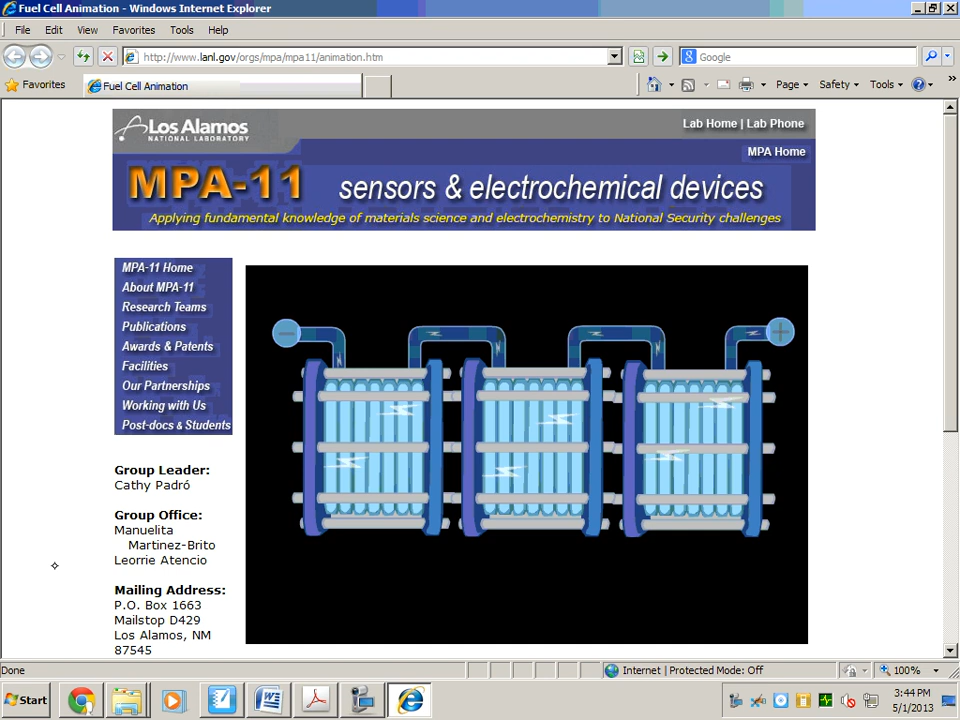 Fuel Cell Animation - Windows Internet Explorer
File Edit View Favorites Tools Help
http://www.lanl.gov/orgs/mpa/mpa11/animation.htm
Google
Favorites
Fuel Cell Animation
Page Safety Tools
Los Alamos
NATIONAL LABORATORY
Lab Home | Lab Phone
MPA Home
MPA-11 sensors & electrochemical devices
Applying fundamental knowledge of materials science and electrochemistry to National Security challenges
MPA-11 Home
About MPA-11
Research Teams
Publications
Awards & Patents
Facilities
Our Partnerships
Working with Us
Post-docs & Students
Group Leader:
Cathy Padró
Group Office:
Manuelita
Martinez-Brito
Leorrie Atencio
Mailing Address:
P.O. Box 1663
Mailstop D429
Los Alamos, NM
87545
− +
Done
Internet | Protected Mode: Off
100%
Start
3:44 PM
5/1/2013